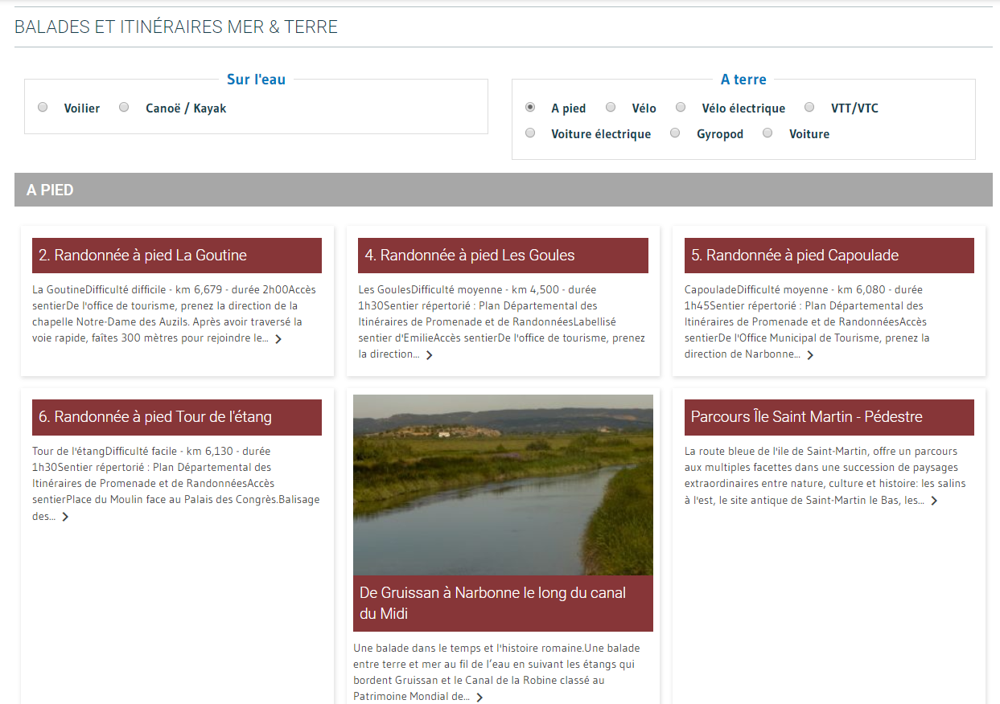 BALADES ET ITINÉRAIRES MER & TERRE
Sur l'eau
Voilier
Canoë / Kayak
A terre
A pied
Vélo
Vélo électrique
VTT/VTC
Voiture électrique
Gyropod
Voiture
A PIED
2. Randonnée à pied La Goutine
La GoutineDifficulté difficile - km 6,679 - durée 2h00Accès
sentierDe l'office de tourisme, prenez la direction de la
chapelle Notre-Dame des Auzils. Après avoir traversé la
voie rapide, faîtes 300 mètres pour rejoindre le...
4. Randonnée à pied Les Goules
Les GoulesDifficulté moyenne - km 4,500 - durée
1h30Sentier répertorié : Plan Départemental des
Itinéraires de Promenade et de RandonnéesLabellisé
sentier d'EmilieAccès sentierDe l'office de tourisme, prenez
la direction...
5. Randonnée à pied Capoulade
CapouladeDifficulté moyenne - km 6,080 - durée
1h45Sentier répertorié : Plan Départemental des
Itinéraires de Promenade et de RandonnéesAccès
sentierDe l'Office Municipal de Tourisme, prenez la
direction de Narbonne...
6. Randonnée à pied Tour de l'étang
Tour de l'étangDifficulté facile - km 6,130 - durée
1h30Sentier répertorié : Plan Départemental des
Itinéraires de Promenade et de RandonnéesAccès
sentierPlace du Moulin face au Palais des Congrès.Balisage
des...
De Gruissan à Narbonne le long du canal
du Midi
Une balade dans le temps et l'histoire romaine.Une balade
entre terre et mer au fil de l’eau en suivant les étangs qui
bordent Gruissan et le Canal de la Robine classé au
Patrimoine Mondial de...
Parcours Île Saint Martin - Pédestre
La route bleue de l'ile de Saint-Martin, offre un parcours
aux multiples facettes dans une succession de paysages
extraordinaires entre nature, culture et histoire: les salins
à l'est, le site antique de Saint-Martin le Bas, les...